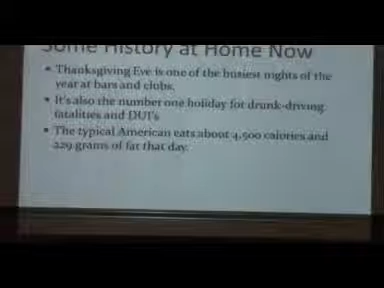 Some History at Home Now
Thanksgiving Eve is one of the busiest nights of the
year at bars and clubs.
It's also the number one holiday for drunk-driving
fatalities and DUI's
The typical American eats about 4,500 calories and
229 grams of fat that day.